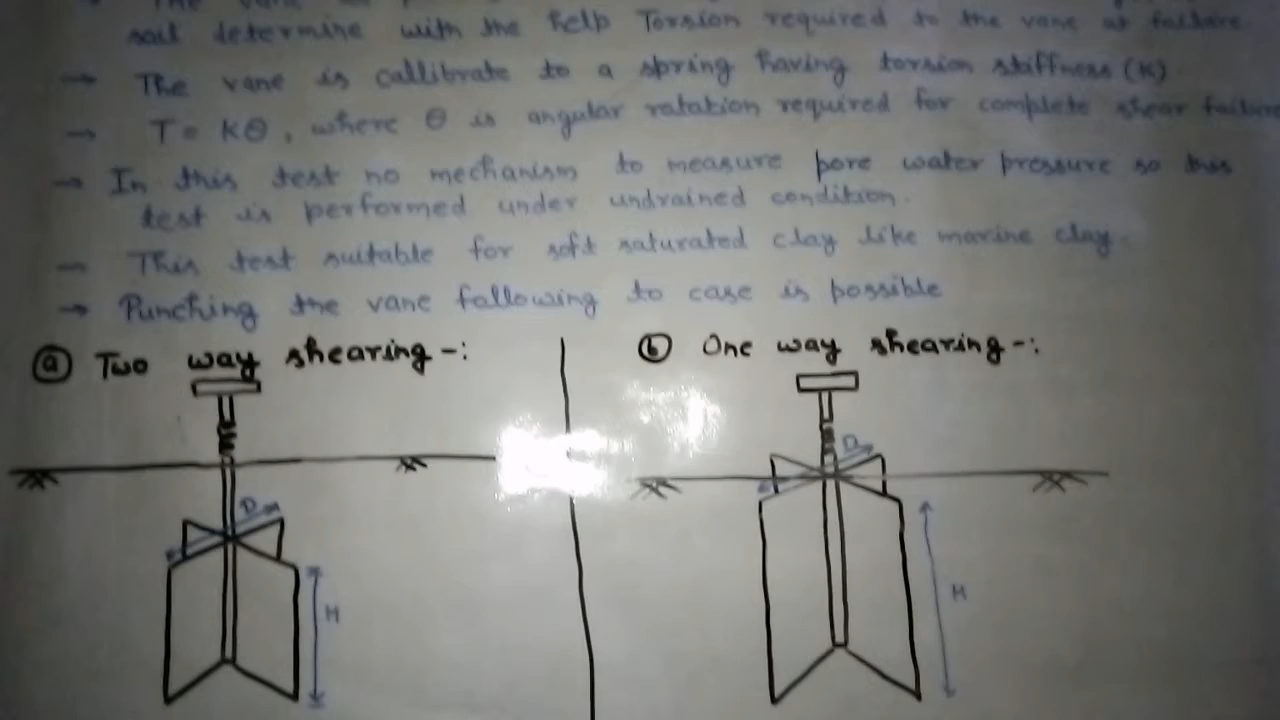 The vane
soil determine with the help Torsion required to the vane at failure
→ The vane is callibrate to a spring having torsion stiffness (K)
→ T = Kθ, where θ is angular rotation required for complete shear failure
→ In this test no mechanism to measure pore water pressure so this
test is performed under undrained condition.
→ This test suitable for soft saturated clay like marine clay.
→ Punching the vane following to case is possible
ⓐ Two way shearing -:
ⓑ One way shearing -:
D
H
D
H